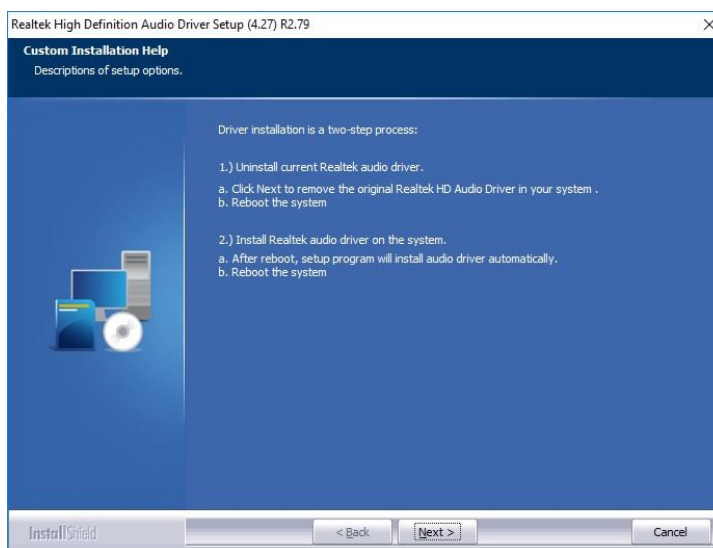 Realtek High Definition Audio Driver Setup (4.27) R2.79
Custom Installation Help
Descriptions of setup options.
Driver installation is a two-step process:
1.) Uninstall current Realtek audio driver.
a. Click Next to remove the original Realtek HD Audio Driver in your system .
b. Reboot the system
2.) Install Realtek audio driver on the system.
a. After reboot, setup program will install audio driver automatically.
b. Reboot the system
InstallShield
< Back
Next >
Cancel